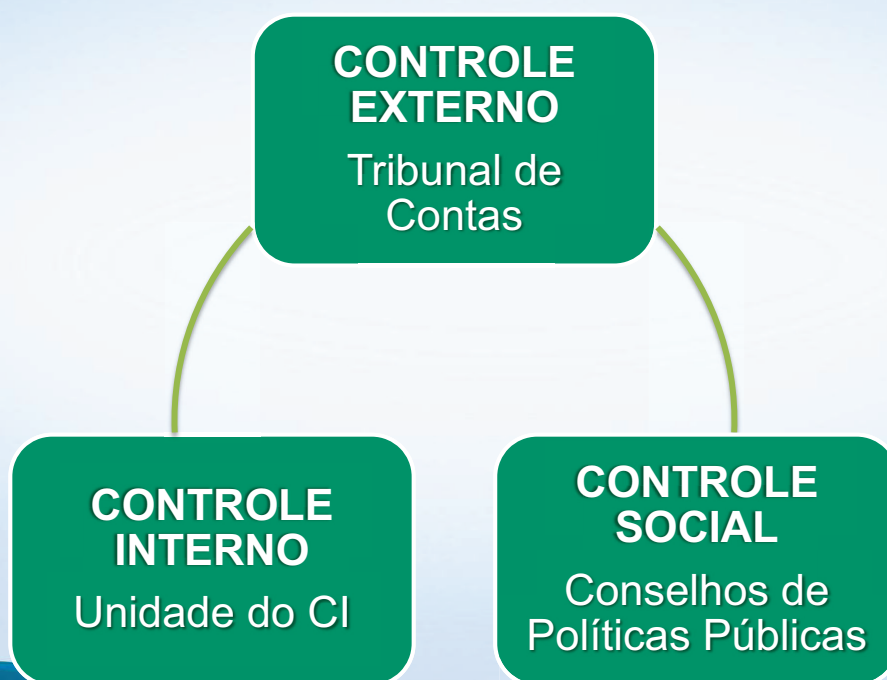 CONTROLE
EXTERNO
Tribunal de
Contas
CONTROLE
INTERNO
Unidade do CI
CONTROLE
SOCIAL
Conselhos de
Políticas Públicas